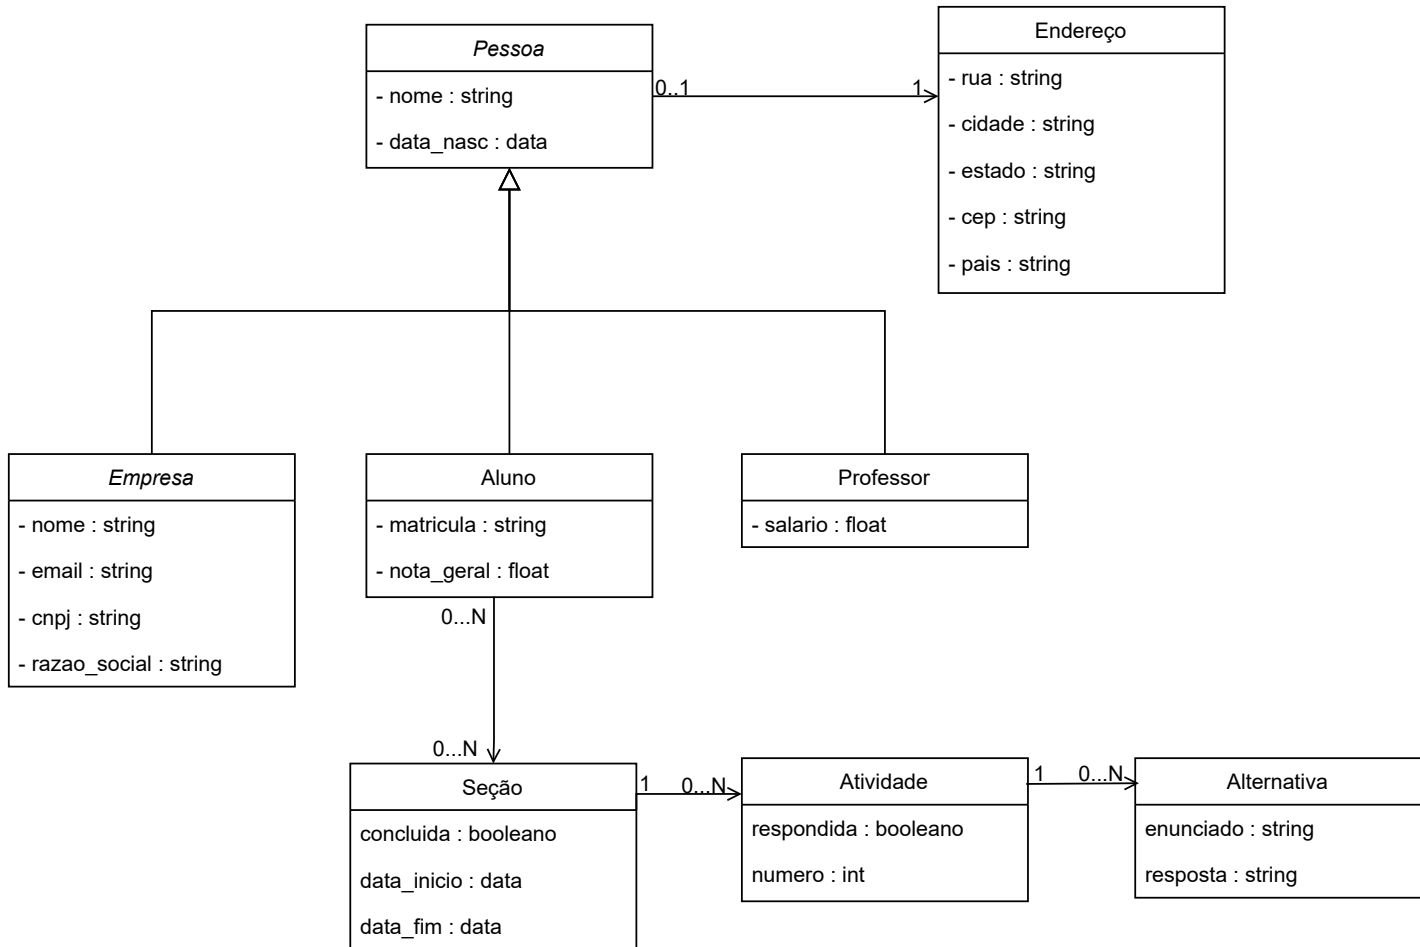 Pessoa
- nome : string
- data_nasc : data
0..1
1
Endereço
- rua : string
- cidade : string
- estado : string
- cep : string
- pais : string
Empresa
- nome : string
- email : string
- cnpj : string
- razao_social : string
Aluno
- matricula : string
- nota_geral : float
Professor
- salario : float
0...N
0...N
Seção
concluida : booleano
data_inicio : data
data_fim : data
1
0...N
Atividade
respondida : booleano
numero : int
1
0...N
Alternativa
enunciado : string
resposta : string